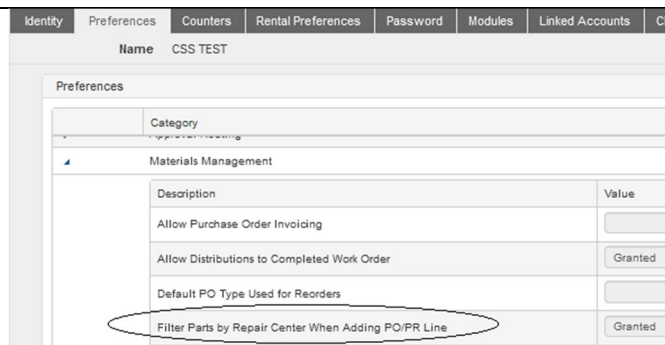 Identity Preferences Counters Rental Preferences Password Modules Linked Accounts
Name CSS TEST
Preferences
Category
Approval Routing
Materials Management
Description Value
Allow Purchase Order Invoicing
Allow Distributions to Completed Work Order Granted
Default PO Type Used for Reorders
Filter Parts by Repair Center When Adding PO/PR Line Granted